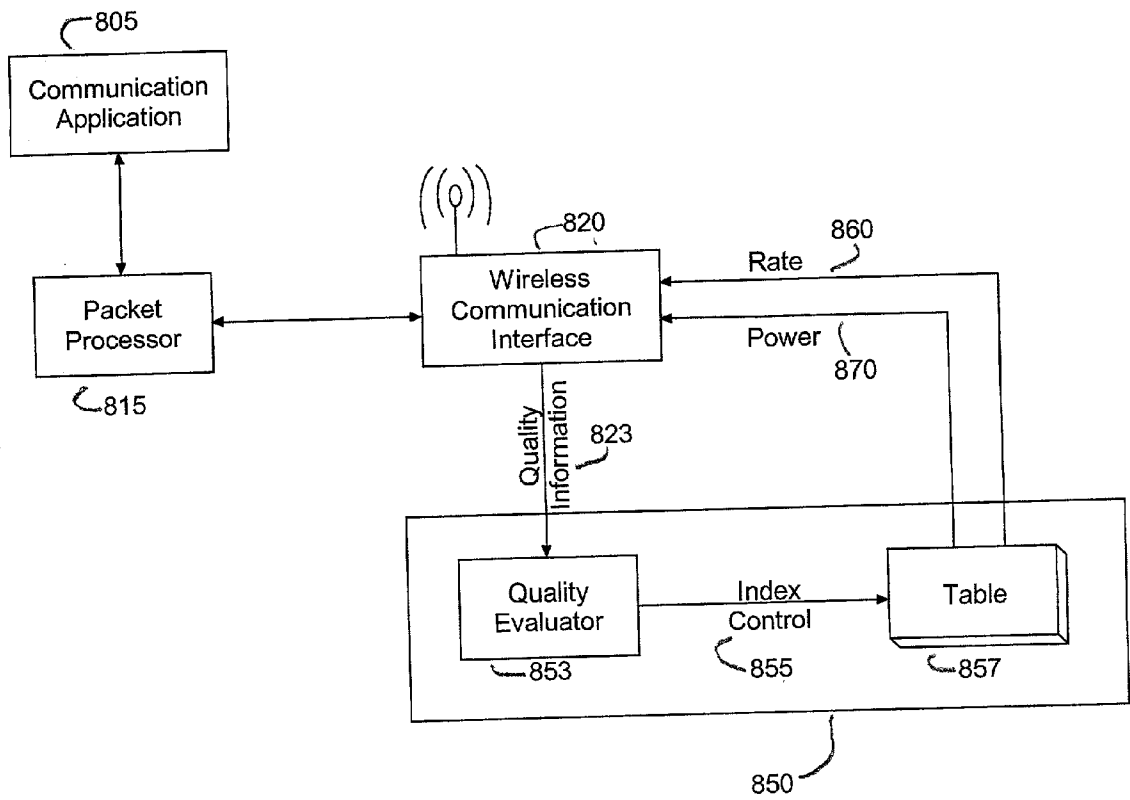 805
Communication
Application
820
860
Rate
Wireless
Communication
Interface
Packet
Processor
Power
870
815
Quality
Information
823
Quality
Evaluator
Index
Control
Table
853
855
857
850